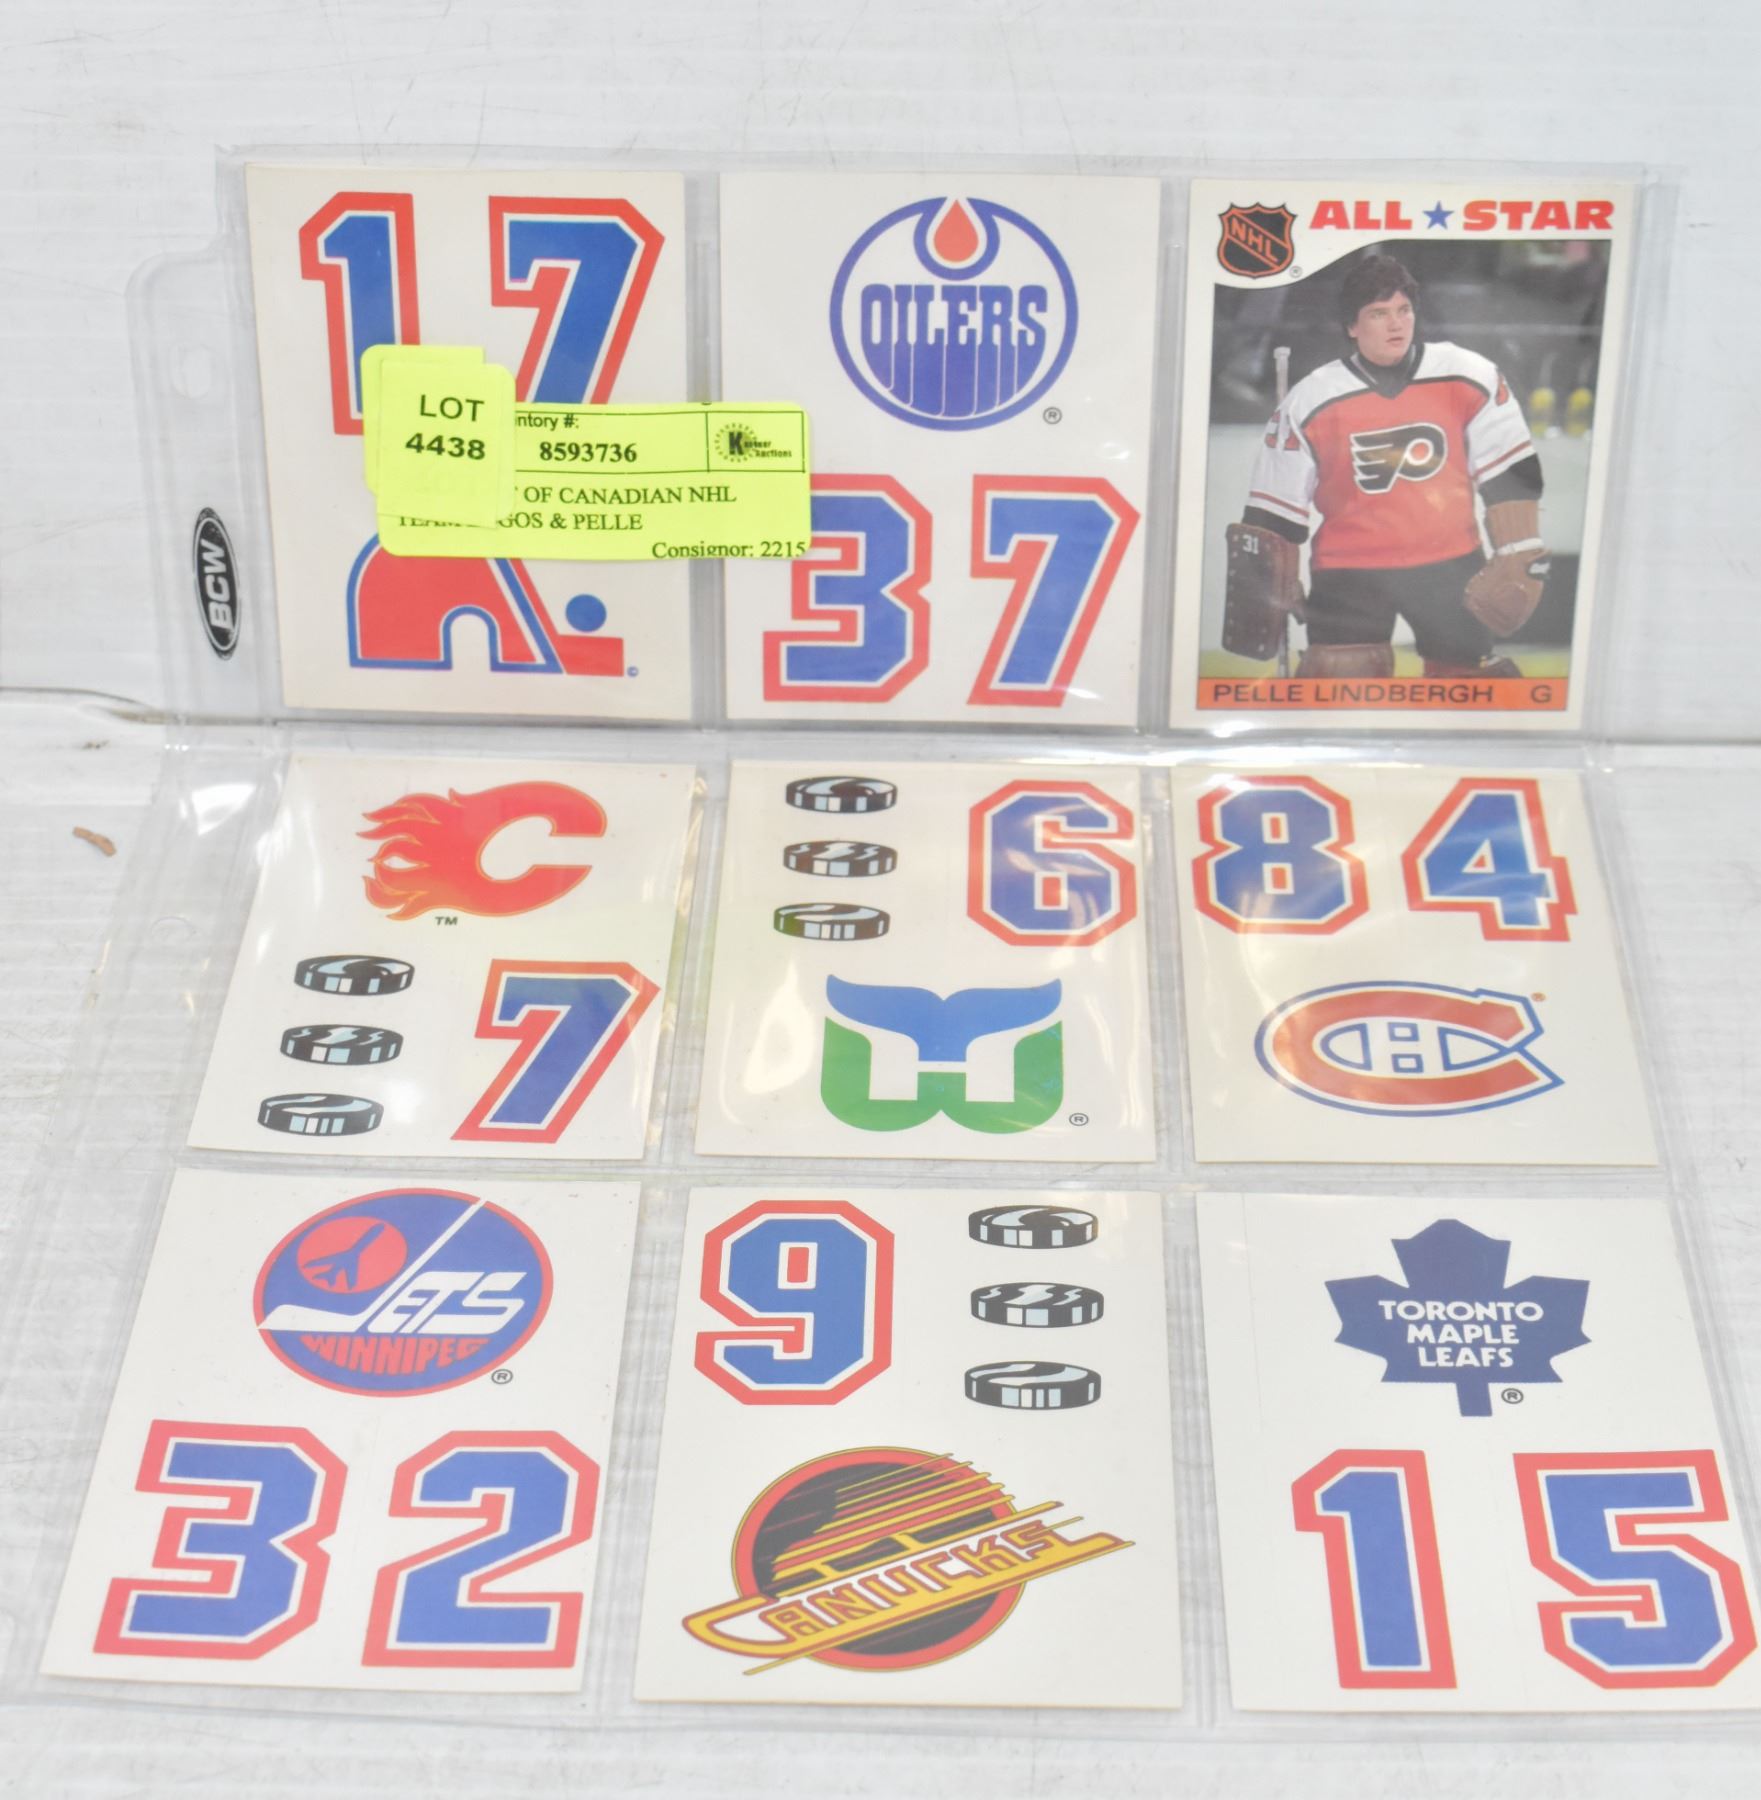 17
LOT
4438
ntory #:
8593736
OF CANADIAN NHL
GOS & PELLE
Consignor: 2215
BCW
©
OILERS
®
37
NHL
®
ALL ★ STAR
31
PELLE LINDBERGH G
C
TM
7
6
®
84
CH
®
JETS
WINNIPEG
®
32
9
CANUCKS
TORONTO
MAPLE
LEAFS
®
15